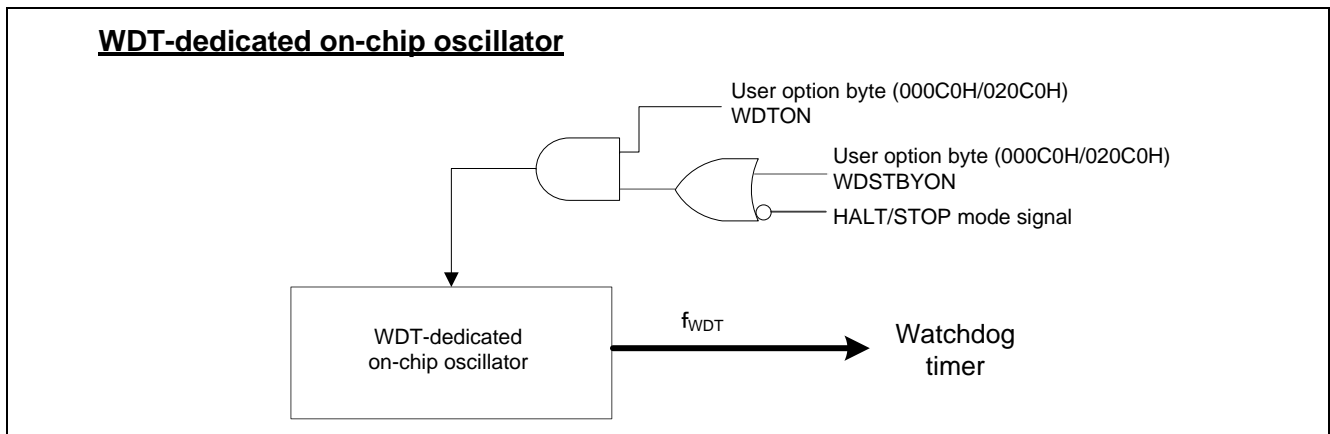 WDT-dedicated on-chip oscillator
User option byte (000C0H/020C0H)
WDTON
User option byte (000C0H/020C0H)
WDSTBYON
HALT/STOP mode signal
WDT-dedicated
on-chip oscillator
fWDT
Watchdog
timer